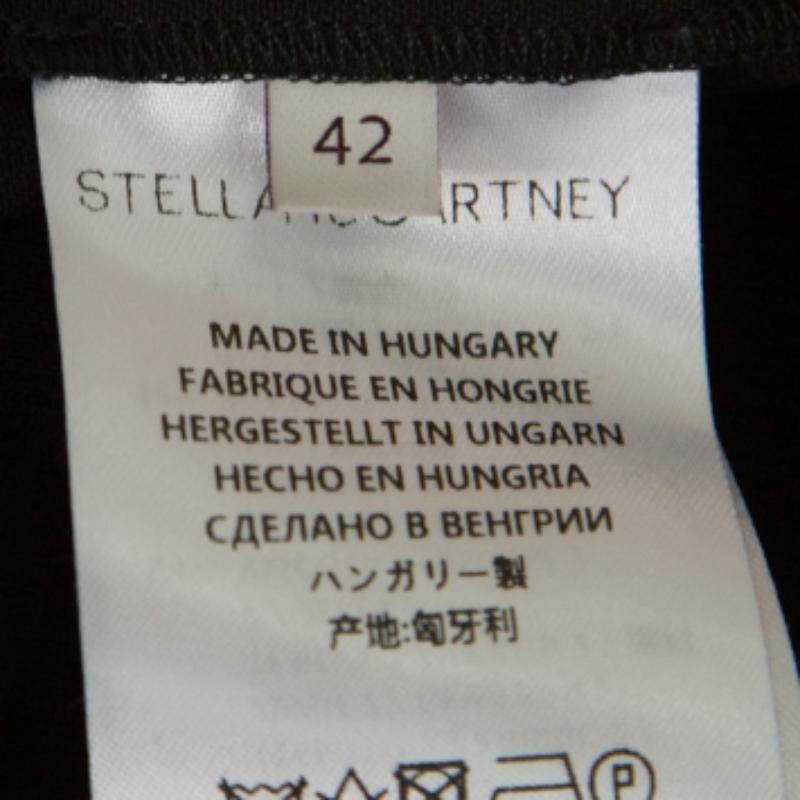 42
STELLA McCARTNEY
MADE IN HUNGARY
FABRIQUE EN HONGRIE
HERGESTELLT IN UNGARN
HECHO EN HUNGRIA
СДЕЛАНО В ВЕНГРИИ
ハンガリー製
产地:匈牙利
P